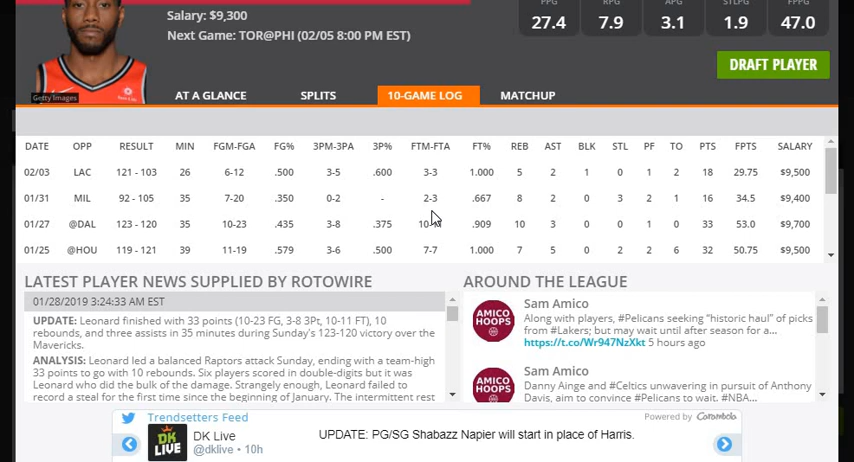 Salary: $9,300
Next Game: TOR@PHI (02/05 8:00 PM EST)
PPG RPG APG STLPG FPPG
27.4 7.9 3.1 1.9 47.0
DRAFT PLAYER
Getty Images
AT A GLANCE SPLITS 10-GAME LOG MATCHUP
DATE OPP RESULT MIN FGM-FGA FG% 3PM-3PA 3P% FTM-FTA FT% REB AST BLK STL PF TO PTS FPTS SALARY
02/03 LAC 121 - 103 26 6-12 .500 3-5 .600 3-3 1.000 5 2 1 0 1 2 18 29.75 $9,500
01/31 MIL 92 - 105 35 7-20 .350 0-2 - 2-3 .667 8 2 0 3 2 1 16 34.5 $9,400
01/27 @DAL 123 - 120 35 10-23 .435 3-8 .375 .909 10 3 0 0 1 0 33 53.0 $9,700
01/25 @HOU 119 - 121 39 11-19 .579 3-6 .500 7-7 1.000 7 5 0 2 2 6 32 50.75 $9,500
LATEST PLAYER NEWS SUPPLIED BY ROTOWIRE
01/28/2019 3:24:33 AM EST
UPDATE: Leonard finished with 33 points (10-23 FG, 3-8 3Pt, 10-11 FT), 10
rebounds, and three assists in 35 minutes during Sunday's 123-120 victory over the
Mavericks.
ANALYSIS: Leonard led a balanced Raptors attack Sunday, ending with a team-high
33 points to go with 10 rebounds. Six players scored in double-digits but it was
Leonard who did the bulk of the damage. Strangely enough, Leonard failed to
record a steal for the first time since the beginning of January. The intermittent rest
AROUND THE LEAGUE
AMICO
HOOPS
Sam Amico
Along with players, #Pelicans seeking "historic haul" of picks
from #Lakers; but may wait until after season for a...
https://t.co/Wr947NzXkt 5 hours ago
AMICO
HOOPS
Sam Amico
Danny Ainge and #Celtics unwavering in pursuit of Anthony
Davis, aim to convince #Pelicans to wait. #NBA...
Trendsetters Feed
Powered by Carambola
DK
LIVE
DK Live
@dklive • 10h
UPDATE: PG/SG Shabazz Napier will start in place of Harris.